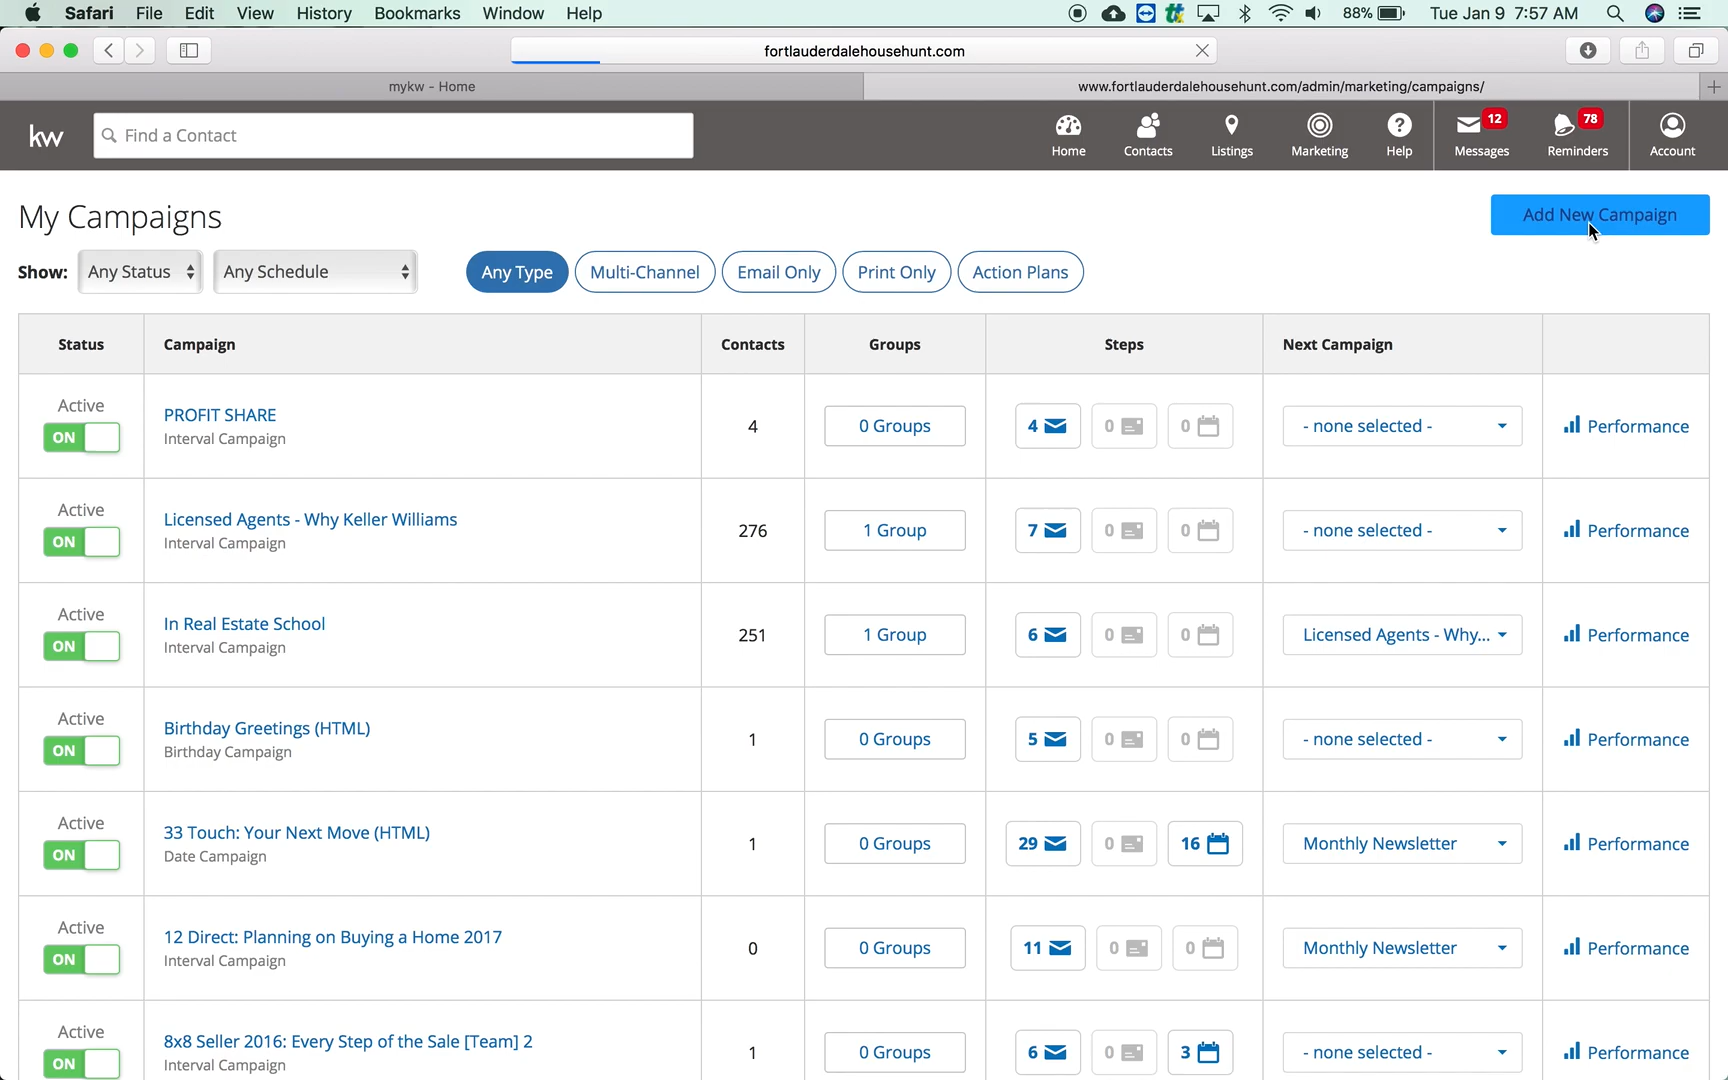 Safari File Edit View History Bookmarks Window Help 88% Tue Jan 9 7:57 AM
fortlauderdalehousehunt.com
mykw - Home www.fortlauderdalehousehunt.com/admin/marketing/campaigns/
kw Find a Contact Home Contacts Listings Marketing Help 12 Messages 78 Reminders Account
My Campaigns Add New Campaign
Show: Any Status Any Schedule Any Type Multi-Channel Email Only Print Only Action Plans
Status Campaign Contacts Groups Steps Next Campaign
Active
ON
PROFIT SHARE
Interval Campaign
4 0 Groups 4 0 0 - none selected - Performance
Active
ON
Licensed Agents - Why Keller Williams
Interval Campaign
276 1 Group 7 0 0 - none selected - Performance
Active
ON
In Real Estate School
Interval Campaign
251 1 Group 6 0 0 Licensed Agents - Why... Performance
Active
ON
Birthday Greetings (HTML)
Birthday Campaign
1 0 Groups 5 0 0 - none selected - Performance
Active
ON
33 Touch: Your Next Move (HTML)
Date Campaign
1 0 Groups 29 0 16 Monthly Newsletter Performance
Active
ON
12 Direct: Planning on Buying a Home 2017
Interval Campaign
0 0 Groups 11 0 0 Monthly Newsletter Performance
Active
ON
8x8 Seller 2016: Every Step of the Sale [Team] 2
Interval Campaign
1 0 Groups 6 0 3 - none selected - Performance